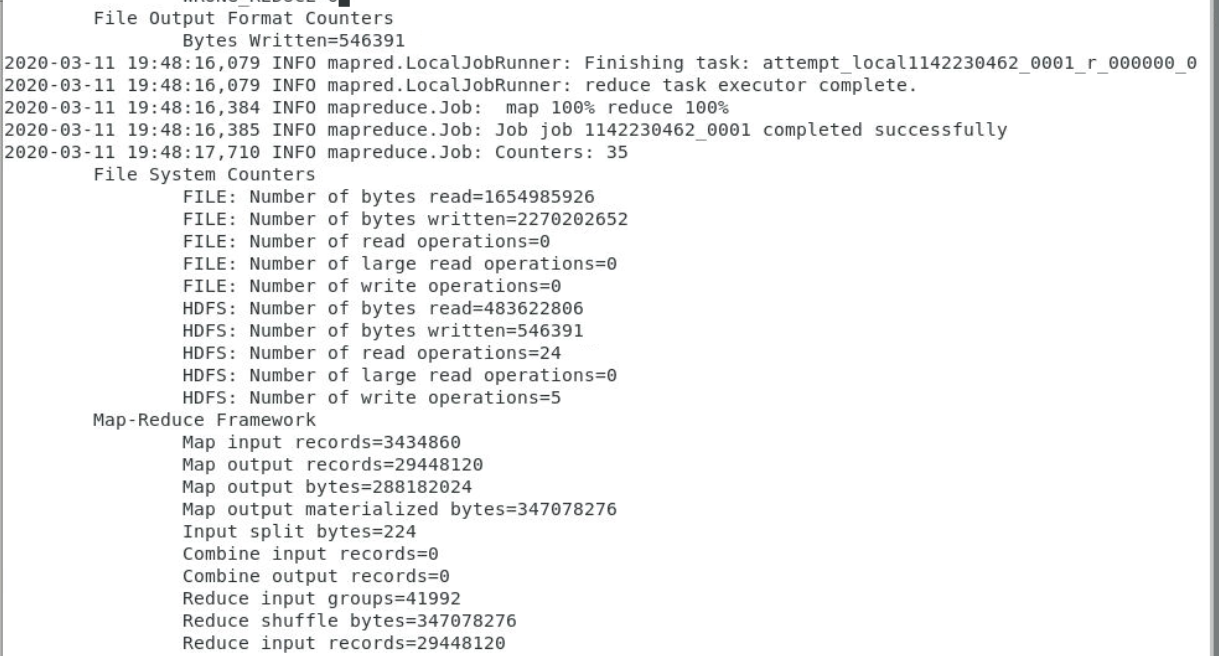 File Output Format Counters
Bytes Written=546391
2020-03-11 19:48:16,079 INFO mapred.LocalJobRunner: Finishing task: attempt_local1142230462_0001_r_000000_0
2020-03-11 19:48:16,079 INFO mapred.LocalJobRunner: reduce task executor complete.
2020-03-11 19:48:16,384 INFO mapreduce.Job:  map 100% reduce 100%
2020-03-11 19:48:16,385 INFO mapreduce.Job: Job job 1142230462_0001 completed successfully
2020-03-11 19:48:17,710 INFO mapreduce.Job: Counters: 35
File System Counters
FILE: Number of bytes read=1654985926
FILE: Number of bytes written=2270202652
FILE: Number of read operations=0
FILE: Number of large read operations=0
FILE: Number of write operations=0
HDFS: Number of bytes read=483622806
HDFS: Number of bytes written=546391
HDFS: Number of read operations=24
HDFS: Number of large read operations=0
HDFS: Number of write operations=5
Map-Reduce Framework
Map input records=3434860
Map output records=29448120
Map output bytes=288182024
Map output materialized bytes=347078276
Input split bytes=224
Combine input records=0
Combine output records=0
Reduce input groups=41992
Reduce shuffle bytes=347078276
Reduce input records=29448120